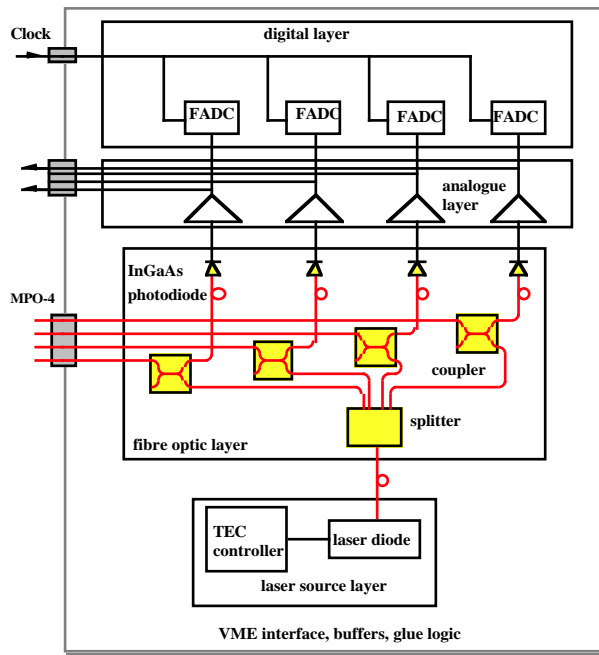 Clock
digital layer
FADC
FADC
FADC
FADC
analogue
layer
InGaAs
photodiode
MPO-4
coupler
splitter
fibre optic layer
TEC
controller
laser diode
laser source layer
VME interface, buffers, glue logic